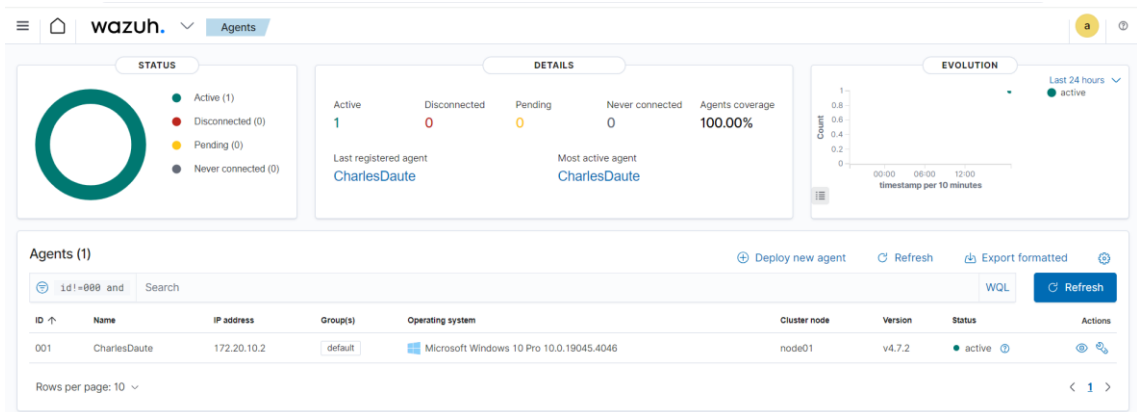 wazuh. Agents a
STATUS
Active (1)
Disconnected (0)
Pending (0)
Never connected (0)
DETAILS
Active Disconnected Pending Never connected Agents coverage
1 0 0 0 100.00%
Last registered agent Most active agent
CharlesDaute CharlesDaute
EVOLUTION
Last 24 hours
active
1
0.8
0.6
0.4
0.2
0
Count
00:00 06:00 12:00
timestamp per 10 minutes
Agents (1) Deploy new agent Refresh Export formatted
id!=000 and Search WQL Refresh
ID Name IP address Group(s) Operating system Cluster node Version Status Actions
001 CharlesDaute 172.20.10.2 default Microsoft Windows 10 Pro 10.0.19045.4046 node01 v4.7.2 active
Rows per page: 10 < 1 >